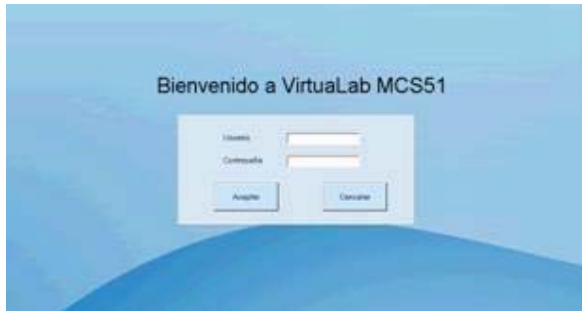 Bienvenido a VirtuaLab MCS51
Usuario
Contraseña
Aceptar
Cancelar